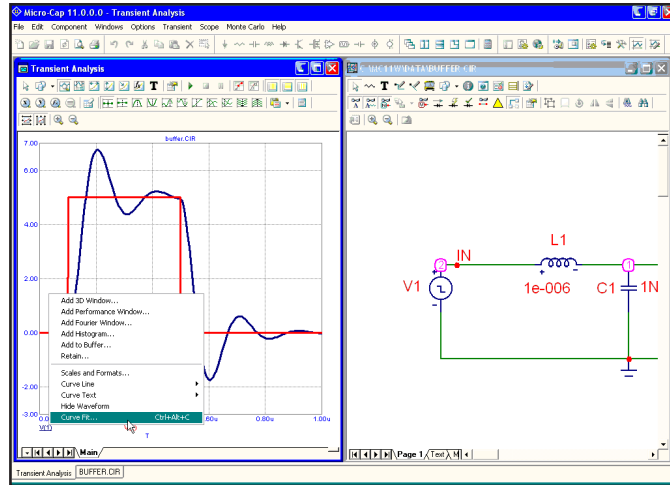 Micro-Cap 11.0.0.0 - Transient Analysis
File Edit Component Windows Options Transient Scope Monte Carlo Help
Transient Analysis
C:\MC11W\DATA\BUFFER.CIR
T
T
buffer.CIR
7.00
6.00
4.00
2.00
0.00
-2.00
-3.00
Add 3D Window...
Add Performance Window...
Add Fourier Window...
Add Histogram...
Add to Buffer...
Retain...
Scales and Formats...
Curve Line
Curve Text
Hide Waveform
Curve Fit... Ctrl+Alt+C
0.80u 1.00u
T
L1
2 IN 1
V1 1e-006 C1 1N
Main
Page 1 Text M
Transient Analysis BUFFER.CIR